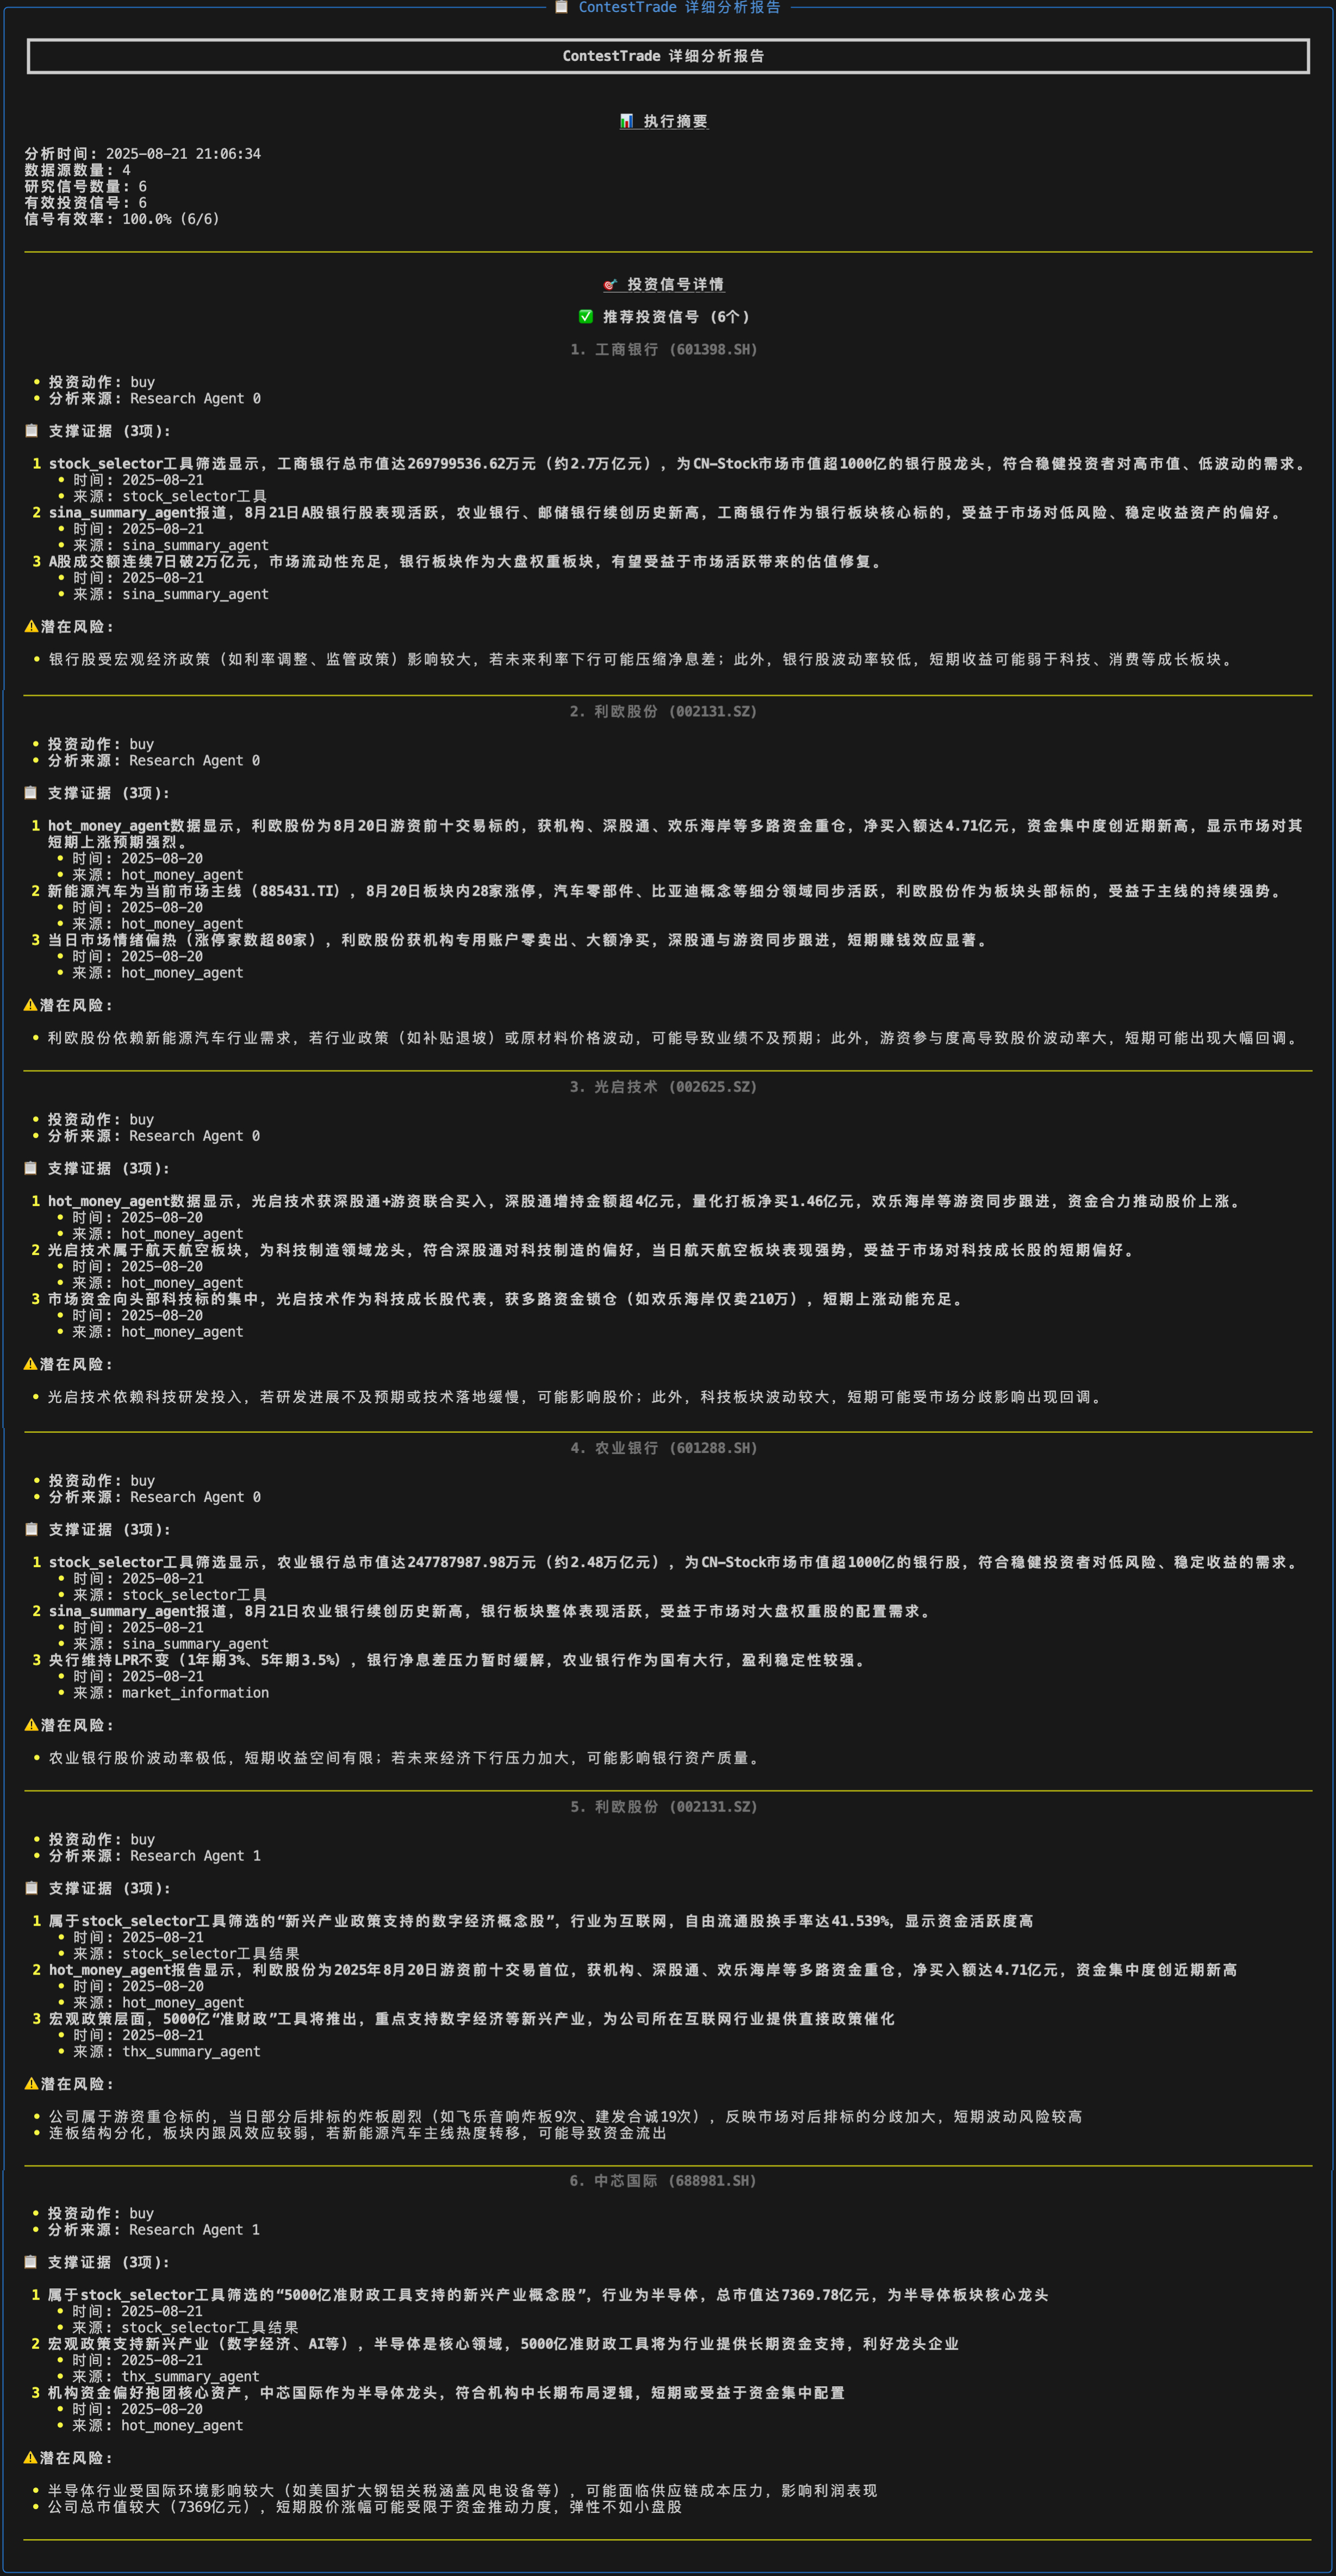 📋 ContestTrade 详细分析报告
ContestTrade 详细分析报告
📊 执行摘要
分析时间: 2025-08-21 21:06:34
数据源数量: 4
研究信号数量: 6
有效投资信号: 6
信号有效率: 100.0% (6/6)
🎯 投资信号详情
✅ 推荐投资信号 (6个)
1. 工商银行 (601398.SH)
• 投资动作: buy
• 分析来源: Research Agent 0
📋 支撑证据 (3项):
1 stock_selector工具筛选显示，工商银行总市值达269799536.62万元（约2.7万亿元），为CN-Stock市场市值超1000亿的银行股龙头，符合稳健投资者对高市值、低波动的需求。
• 时间: 2025-08-21
• 来源: stock_selector工具
2 sina_summary_agent报道，8月21日A股银行股表现活跃，农业银行、邮储银行续创历史新高，工商银行作为银行板块核心标的，受益于市场对低风险、稳定收益资产的偏好。
• 时间: 2025-08-21
• 来源: sina_summary_agent
3 A股成交额连续7日破2万亿元，市场流动性充足，银行板块作为大盘权重板块，有望受益于市场活跃带来的估值修复。
• 时间: 2025-08-21
• 来源: sina_summary_agent
⚠️潜在风险:
• 银行股受宏观经济政策（如利率调整、监管政策）影响较大，若未来利率下行可能压缩净息差；此外，银行股波动率较低，短期收益可能弱于科技、消费等成长板块。
2. 利欧股份 (002131.SZ)
• 投资动作: buy
• 分析来源: Research Agent 0
📋 支撑证据 (3项):
1 hot_money_agent数据显示，利欧股份为8月20日游资前十交易标的，获机构、深股通、欢乐海岸等多路资金重仓，净买入额达4.71亿元，资金集中度创近期新高，显示市场对其
短期上涨预期强烈。
• 时间: 2025-08-20
• 来源: hot_money_agent
2 新能源汽车为当前市场主线（885431.TI），8月20日板块内28家涨停，汽车零部件、比亚迪概念等细分领域同步活跃，利欧股份作为板块头部标的，受益于主线的持续强势。
• 时间: 2025-08-20
• 来源: hot_money_agent
3 当日市场情绪偏热（涨停家数超80家），利欧股份获机构专用账户零卖出、大额净买，深股通与游资同步跟进，短期赚钱效应显著。
• 时间: 2025-08-20
• 来源: hot_money_agent
⚠️潜在风险:
• 利欧股份依赖新能源汽车行业需求，若行业政策（如补贴退坡）或原材料价格波动，可能导致业绩不及预期；此外，游资参与度高导致股价波动率大，短期可能出现大幅回调。
3. 光启技术 (002625.SZ)
• 投资动作: buy
• 分析来源: Research Agent 0
📋 支撑证据 (3项):
1 hot_money_agent数据显示，光启技术获深股通+游资联合买入，深股通增持金额超4亿元，量化打板净买1.46亿元，欢乐海岸等游资同步跟进，资金合力推动股价上涨。
• 时间: 2025-08-20
• 来源: hot_money_agent
2 光启技术属于航天航空板块，为科技制造领域龙头，符合深股通对科技制造的偏好，当日航天航空板块表现强势，受益于市场对科技成长股的短期偏好。
• 时间: 2025-08-20
• 来源: hot_money_agent
3 市场资金向头部科技标的集中，光启技术作为科技成长股代表，获多路资金锁仓（如欢乐海岸仅卖210万），短期上涨动能充足。
• 时间: 2025-08-20
• 来源: hot_money_agent
⚠️潜在风险:
• 光启技术依赖科技研发投入，若研发进展不及预期或技术落地缓慢，可能影响股价；此外，科技板块波动较大，短期可能受市场分歧影响出现回调。
4. 农业银行 (601288.SH)
• 投资动作: buy
• 分析来源: Research Agent 0
📋 支撑证据 (3项):
1 stock_selector工具筛选显示，农业银行总市值达247787987.98万元（约2.48万亿元），为CN-Stock市场市值超1000亿的银行股，符合稳健投资者对低风险、稳定收益的需求。
• 时间: 2025-08-21
• 来源: stock_selector工具
2 sina_summary_agent报道，8月21日农业银行续创历史新高，银行板块整体表现活跃，受益于市场对大盘权重股的配置需求。
• 时间: 2025-08-21
• 来源: sina_summary_agent
3 央行维持LPR不变（1年期3%、5年期3.5%），银行净息差压力暂时缓解，农业银行作为国有大行，盈利稳定性较强。
• 时间: 2025-08-21
• 来源: market_information
⚠️潜在风险:
• 农业银行股价波动率极低，短期收益空间有限；若未来经济下行压力加大，可能影响银行资产质量。
5. 利欧股份 (002131.SZ)
• 投资动作: buy
• 分析来源: Research Agent 1
📋 支撑证据 (3项):
1 属于stock_selector工具筛选的“新兴产业政策支持的数字经济概念股”，行业为互联网，自由流通股换手率达41.539%，显示资金活跃度高
• 时间: 2025-08-21
• 来源: stock_selector工具结果
2 hot_money_agent报告显示，利欧股份为2025年8月20日游资前十交易首位，获机构、深股通、欢乐海岸等多路资金重仓，净买入额达4.71亿元，资金集中度创近期新高
• 时间: 2025-08-20
• 来源: hot_money_agent
3 宏观政策层面，5000亿“准财政”工具将推出，重点支持数字经济等新兴产业，为公司所在互联网行业提供直接政策催化
• 时间: 2025-08-21
• 来源: thx_summary_agent
⚠️潜在风险:
• 公司属于游资重仓标的，当日部分后排标的炸板剧烈（如飞乐音响炸板9次、建发合诚19次），反映市场对后排标的分歧加大，短期波动风险较高
• 连板结构分化，板块内跟风效应较弱，若新能源汽车主线热度转移，可能导致资金流出
6. 中芯国际 (688981.SH)
• 投资动作: buy
• 分析来源: Research Agent 1
📋 支撑证据 (3项):
1 属于stock_selector工具筛选的“5000亿准财政工具支持的新兴产业概念股”，行业为半导体，总市值达7369.78亿元，为半导体板块核心龙头
• 时间: 2025-08-21
• 来源: stock_selector工具结果
2 宏观政策支持新兴产业（数字经济、AI等），半导体是核心领域，5000亿准财政工具将为行业提供长期资金支持，利好龙头企业
• 时间: 2025-08-21
• 来源: thx_summary_agent
3 机构资金偏好抱团核心资产，中芯国际作为半导体龙头，符合机构中长期布局逻辑，短期或受益于资金集中配置
• 时间: 2025-08-20
• 来源: hot_money_agent
⚠️潜在风险:
• 半导体行业受国际环境影响较大（如美国扩大钢铝关税涵盖风电设备等），可能面临供应链成本压力，影响利润表现
• 公司总市值较大（7369亿元），短期股价涨幅可能受限于资金推动力度，弹性不如小盘股